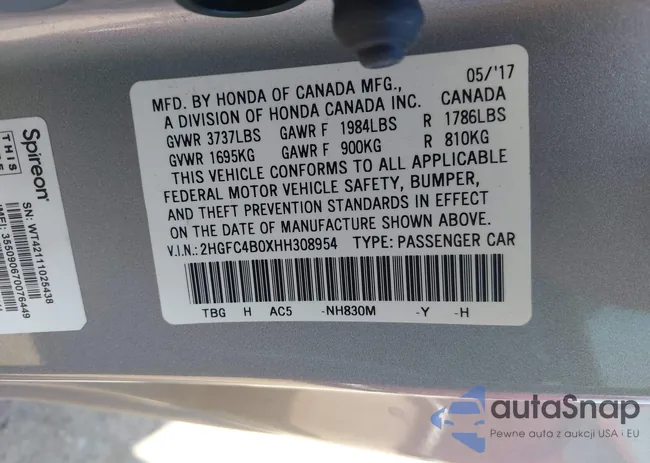 MFD. BY HONDA OF CANADA MFG., 05/'17
A DIVISION OF HONDA CANADA INC. CANADA
GVWR 3737LBS GAWR F 1984LBS R 1786LBS
GVWR 1695KG GAWR F 900KG R 810KG
THIS VEHICLE CONFORMS TO ALL APPLICABLE
FEDERAL MOTOR VEHICLE SAFETY, BUMPER,
AND THEFT PREVENTION STANDARDS IN EFFECT
ON THE DATE OF MANUFACTURE SHOWN ABOVE.
V.I.N.: 2HGFC4B0XHH308954 TYPE: PASSENGER CAR
TBG H AC5 -NH830M -Y -H
THIS
Spireon
SN: WT42111025438
IMEI: 355090670076449
autaSnap
Pewne auta z aukcji USA i EU